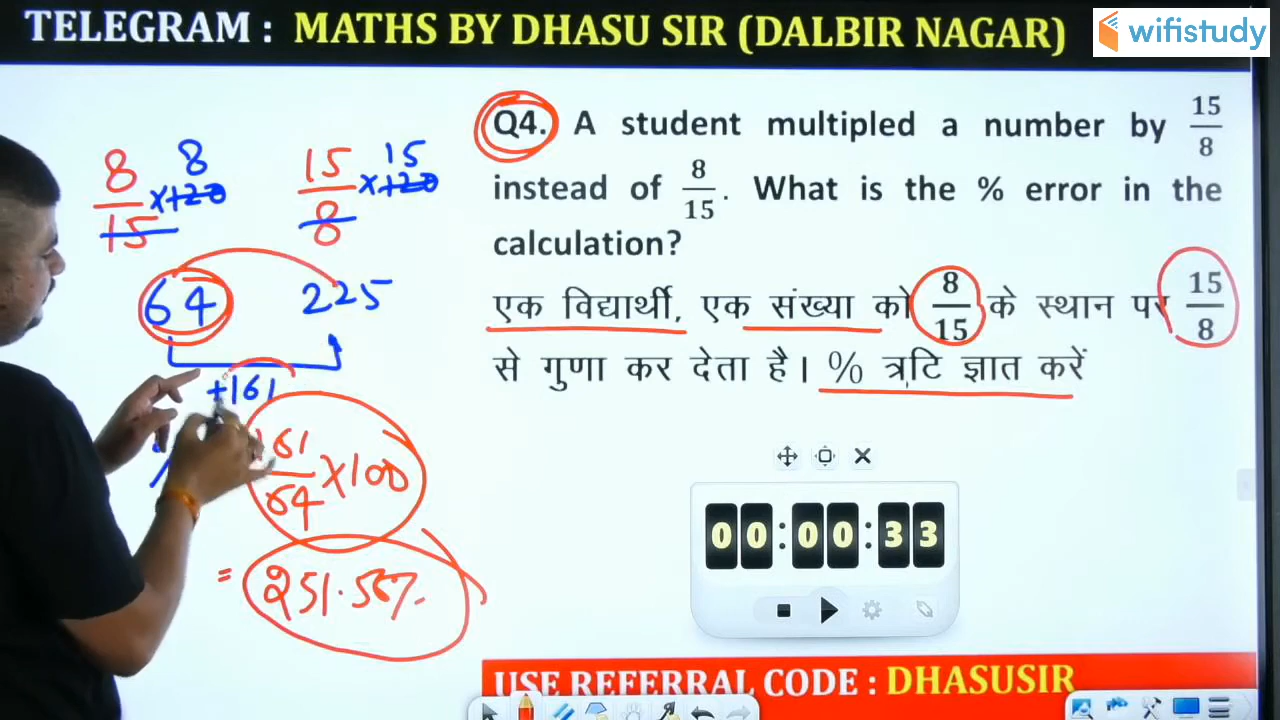 TELEGRAM : MATHS BY DHASU SIR (DALBIR NAGAR)
wifistudy
Q4. A student multipled a number by 15/8
instead of 8/15. What is the % error in the
calculation?
एक विद्यार्थी, एक संख्या को 8/15 के स्थान पर 15/8
से गुणा कर देता है। % त्रुटि ज्ञात करें
8/15 ×120 8
15/8 ×120 15
64 225
+161
161/64 ×100
= 251.56%
00:00:33
USE REFERRAL CODE : DHASUSIR